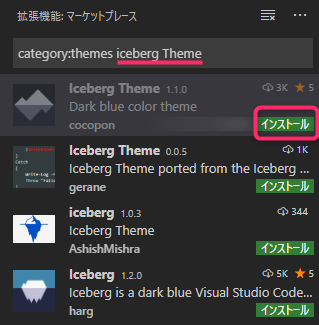 拡張機能: マーケットプレース
category:themes iceberg Theme
Iceberg Theme 1.1.0 3K 5
Dark blue color theme
cocopon インストール
Iceberg Theme 0.0.5 1K
Iceberg Theme ported from the Iceberg ...
gerane インストール
iceberg 1.0.3 344
Iceberg Theme
AshishMishra インストール
Iceberg 1.2.0 5K 5
Iceberg is a dark blue Visual Studio Code...
harg インストール